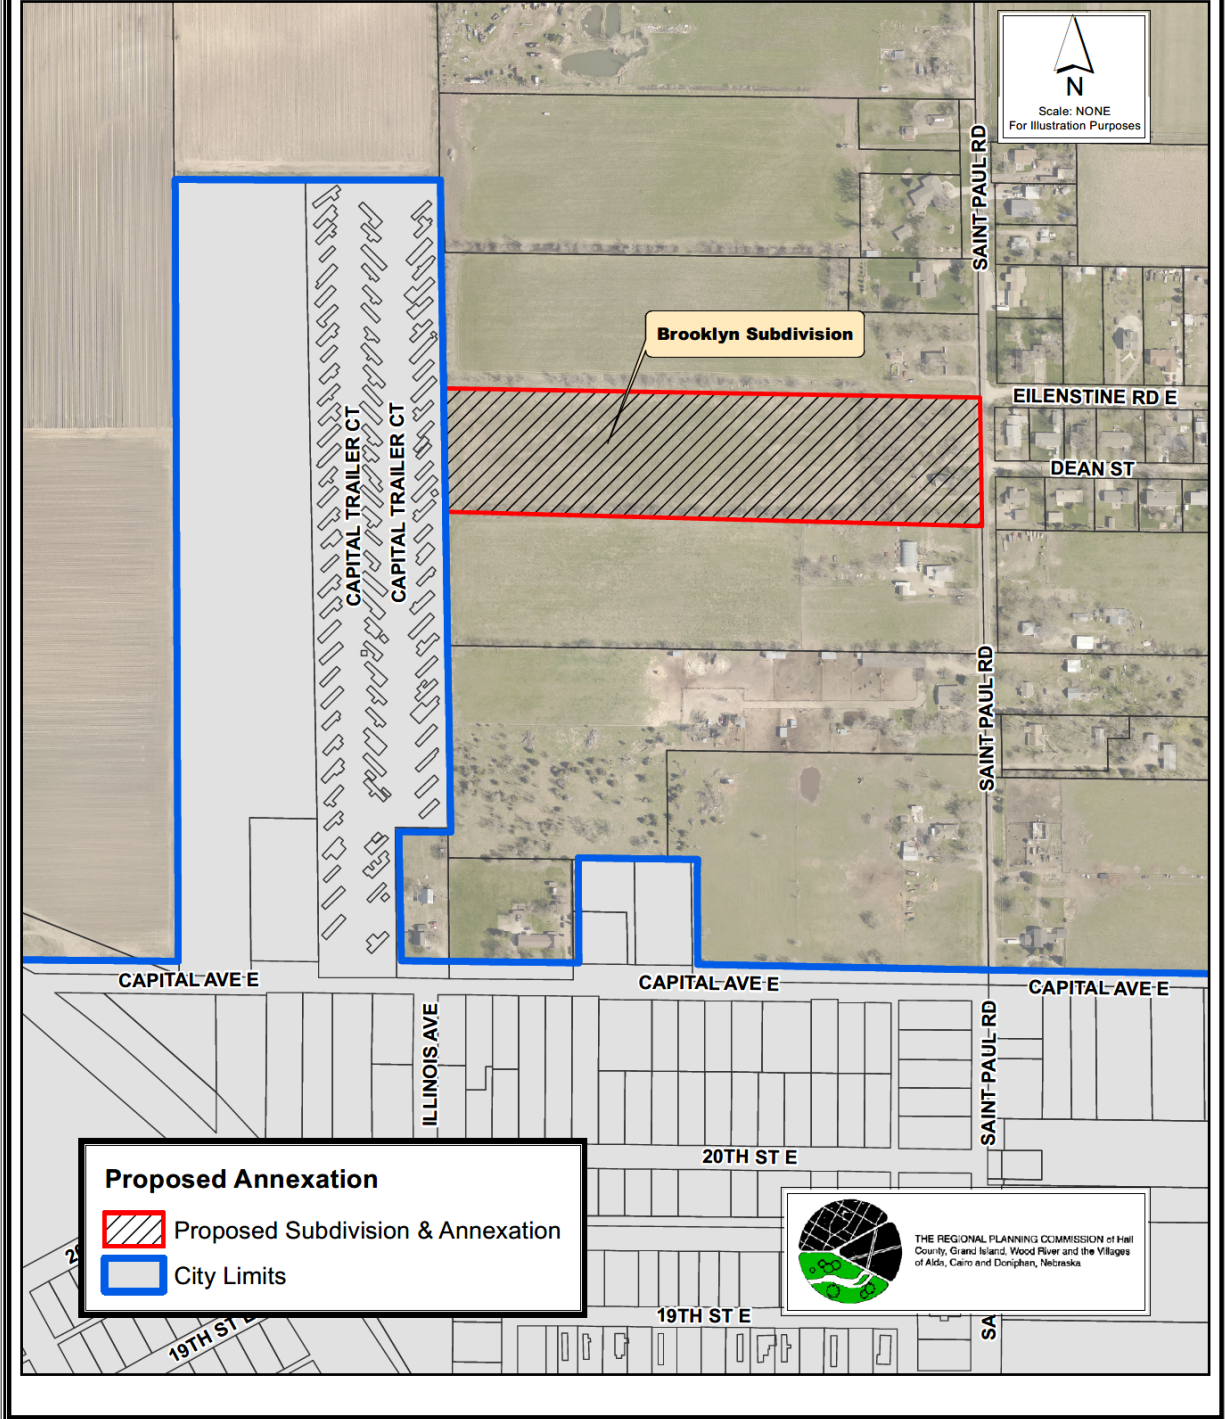 N
Scale: NONE
For Illustration Purposes
SAINT PAUL RD
Brooklyn Subdivision
EILENSTINE RD E
DEAN ST
CAPITAL TRAILER CT
CAPITAL TRAILER CT
SAINT PAUL RD
CAPITAL AVE E
CAPITAL AVE E
CAPITAL AVE E
ILLINOIS AVE
SAINT PAUL RD
20TH ST E
Proposed Annexation
Proposed Subdivision & Annexation
City Limits
THE REGIONAL PLANNING COMMISSION of Hall
County, Grand Island, Wood River and the Villages
of Alda, Cairo and Doniphan, Nebraska
19TH ST E
19TH ST E
SA